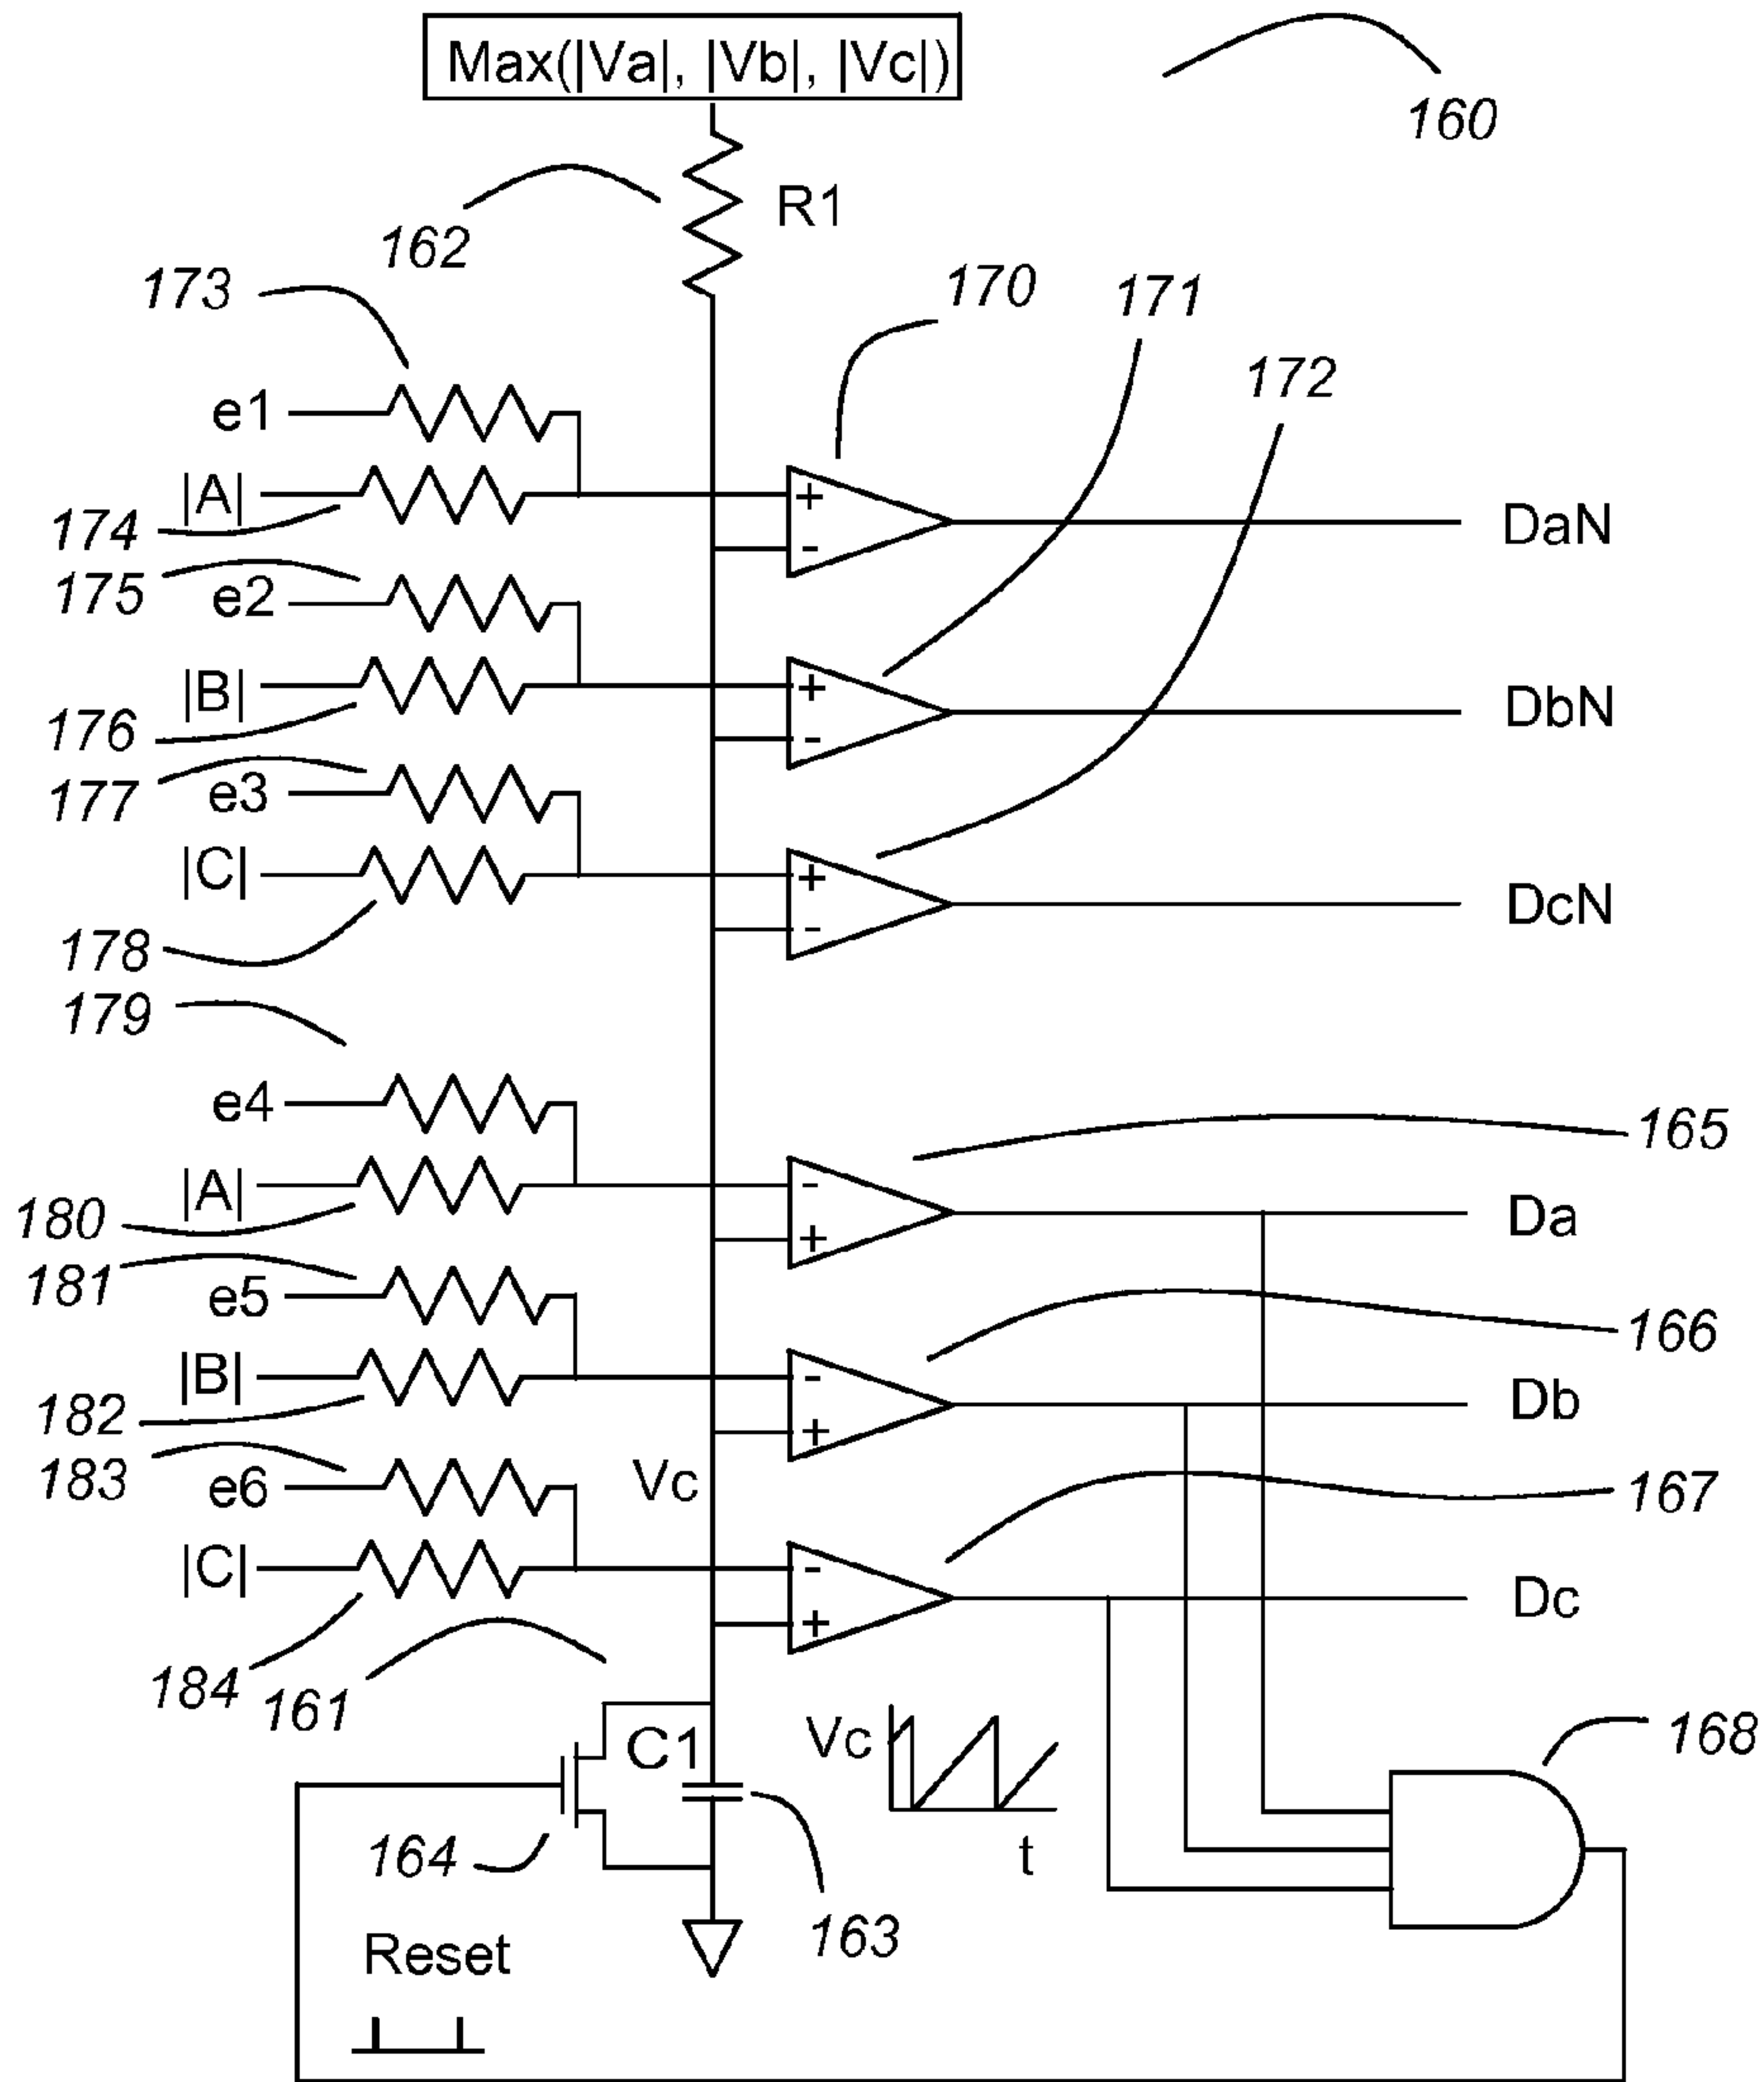 Max(|Va|, |Vb|, |Vc|)
160
R1
162
173
170
171
172
e1
|A|
+
-
DaN
174
175
e2
|B|
+
-
DbN
176
177
e3
|C|
+
-
DcN
178
179
e4
165
|A|
-
+
Da
180
181
e5
166
|B|
-
+
Db
182
183
e6
Vc
167
|C|
-
+
Dc
184
161
C1
Vc
168
164
t
163
Reset